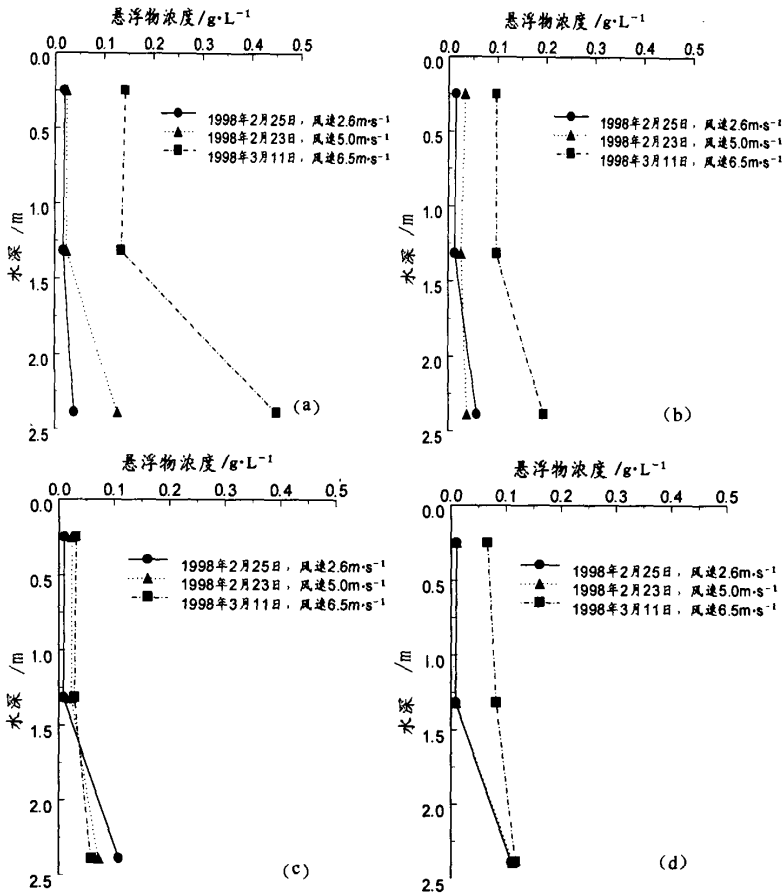 悬浮物浓度/g·L⁻¹
0.0 0.1 0.2 0.3 0.4 0.5
0.0
0.5
1.0
1.5
2.0
2.5
水深 /m
1998年2月25日，风速2.6m·s⁻¹
1998年2月23日，风速5.0m·s⁻¹
1998年3月11日，风速6.5m·s⁻¹
(a)
悬浮物浓度/g·L⁻¹
0.0 0.1 0.2 0.3 0.4 0.5
0.0
0.5
1.0
1.5
2.0
2.5
水深 /m
1998年2月25日，风速2.6m·s⁻¹
1998年2月23日，风速5.0m·s⁻¹
1998年3月11日，风速6.5m·s⁻¹
(b)
悬浮物浓度/g·L⁻¹
0.0 0.1 0.2 0.3 0.4 0.5
0.0
0.5
1.0
1.5
2.0
2.5
水深 /m
1998年2月25日，风速2.6m·s⁻¹
1998年2月23日，风速5.0m·s⁻¹
1998年3月11日，风速6.5m·s⁻¹
(c)
悬浮物浓度/g·L⁻¹
0.0 0.1 0.2 0.3 0.4 0.5
0.0
0.5
1.0
1.5
2.0
2.5
水深 /m
1998年2月25日，风速2.6m·s⁻¹
1998年2月23日，风速5.0m·s⁻¹
1998年3月11日，风速6.5m·s⁻¹
(d)